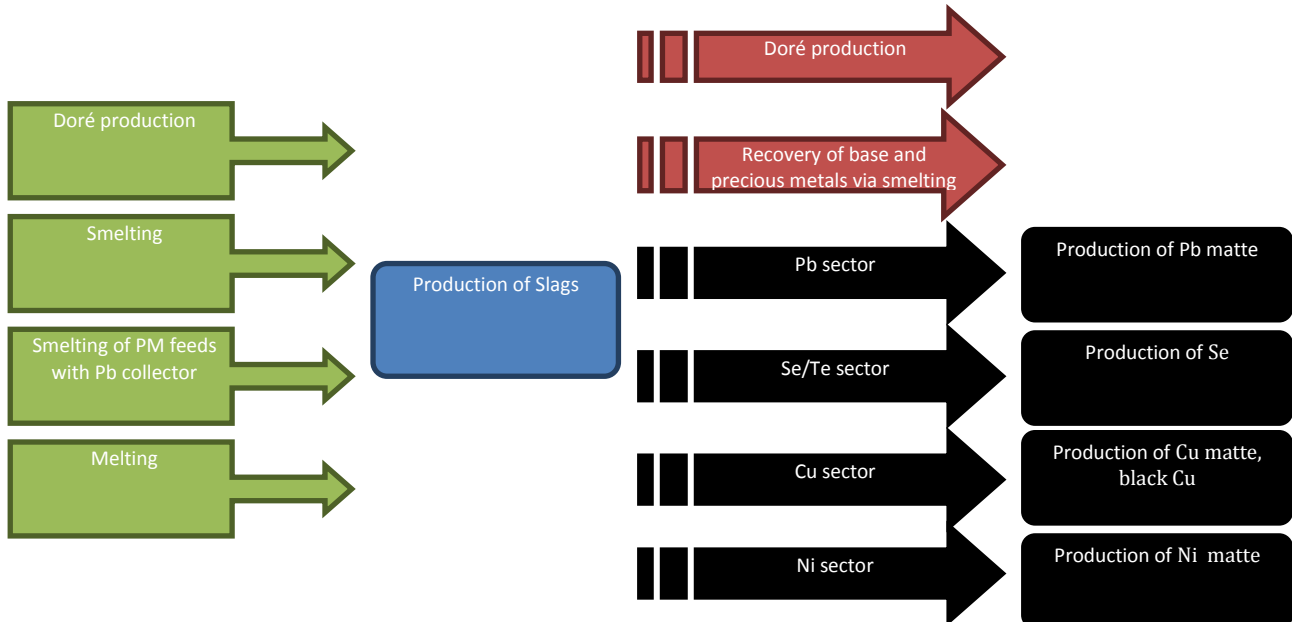 Doré production
Smelting
Smelting of PM feeds
with Pb collector
Melting
Production of Slags
Doré production
Recovery of base and
precious metals via smelting
Pb sector
Se/Te sector
Cu sector
Ni sector
Production of Pb matte
Production of Se
Production of Cu matte,
black Cu
Production of Ni matte